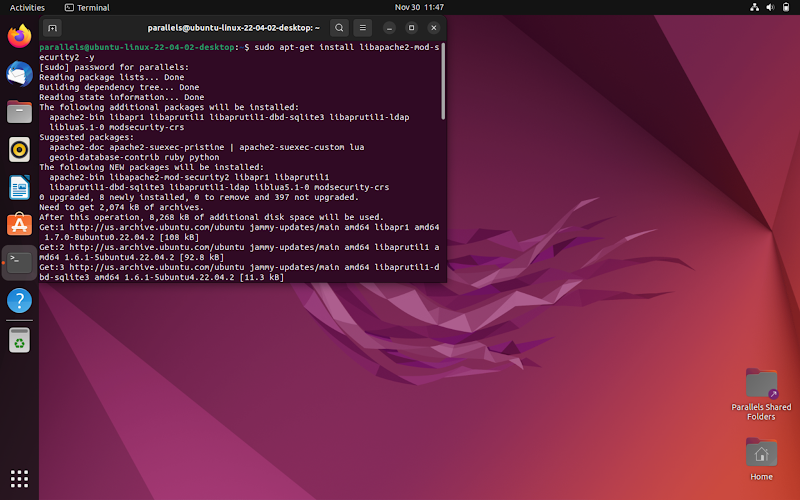 Activities Terminal Nov 30 11:47
parallels@ubuntu-linux-22-04-02-desktop: ~
parallels@ubuntu-linux-22-04-02-desktop:~$ sudo apt-get install libapache2-mod-s
ecurity2 -y
[sudo] password for parallels:
Reading package lists... Done
Building dependency tree... Done
Reading state information... Done
The following additional packages will be installed:
apache2-bin libapr1 libaprutil1 libaprutil1-dbd-sqlite3 libaprutil1-ldap
liblua5.1-0 modsecurity-crs
Suggested packages:
apache2-doc apache2-suexec-pristine | apache2-suexec-custom lua
geoip-database-contrib ruby python
The following NEW packages will be installed:
apache2-bin libapache2-mod-security2 libapr1 libaprutil1
libaprutil1-dbd-sqlite3 libaprutil1-ldap liblua5.1-0 modsecurity-crs
0 upgraded, 8 newly installed, 0 to remove and 397 not upgraded.
Need to get 2,074 kB of archives.
After this operation, 8,268 kB of additional disk space will be used.
Get:1 http://us.archive.ubuntu.com/ubuntu jammy-updates/main amd64 libapr1 amd64
1.7.0-8ubuntu0.22.04.2 [108 kB]
Get:2 http://us.archive.ubuntu.com/ubuntu jammy-updates/main amd64 libaprutil1 a
md64 1.6.1-5ubuntu4.22.04.2 [92.8 kB]
Get:3 http://us.archive.ubuntu.com/ubuntu jammy-updates/main amd64 libaprutil1-d
bd-sqlite3 amd64 1.6.1-5ubuntu4.22.04.2 [11.3 kB]
Parallels Shared
Folders
Home